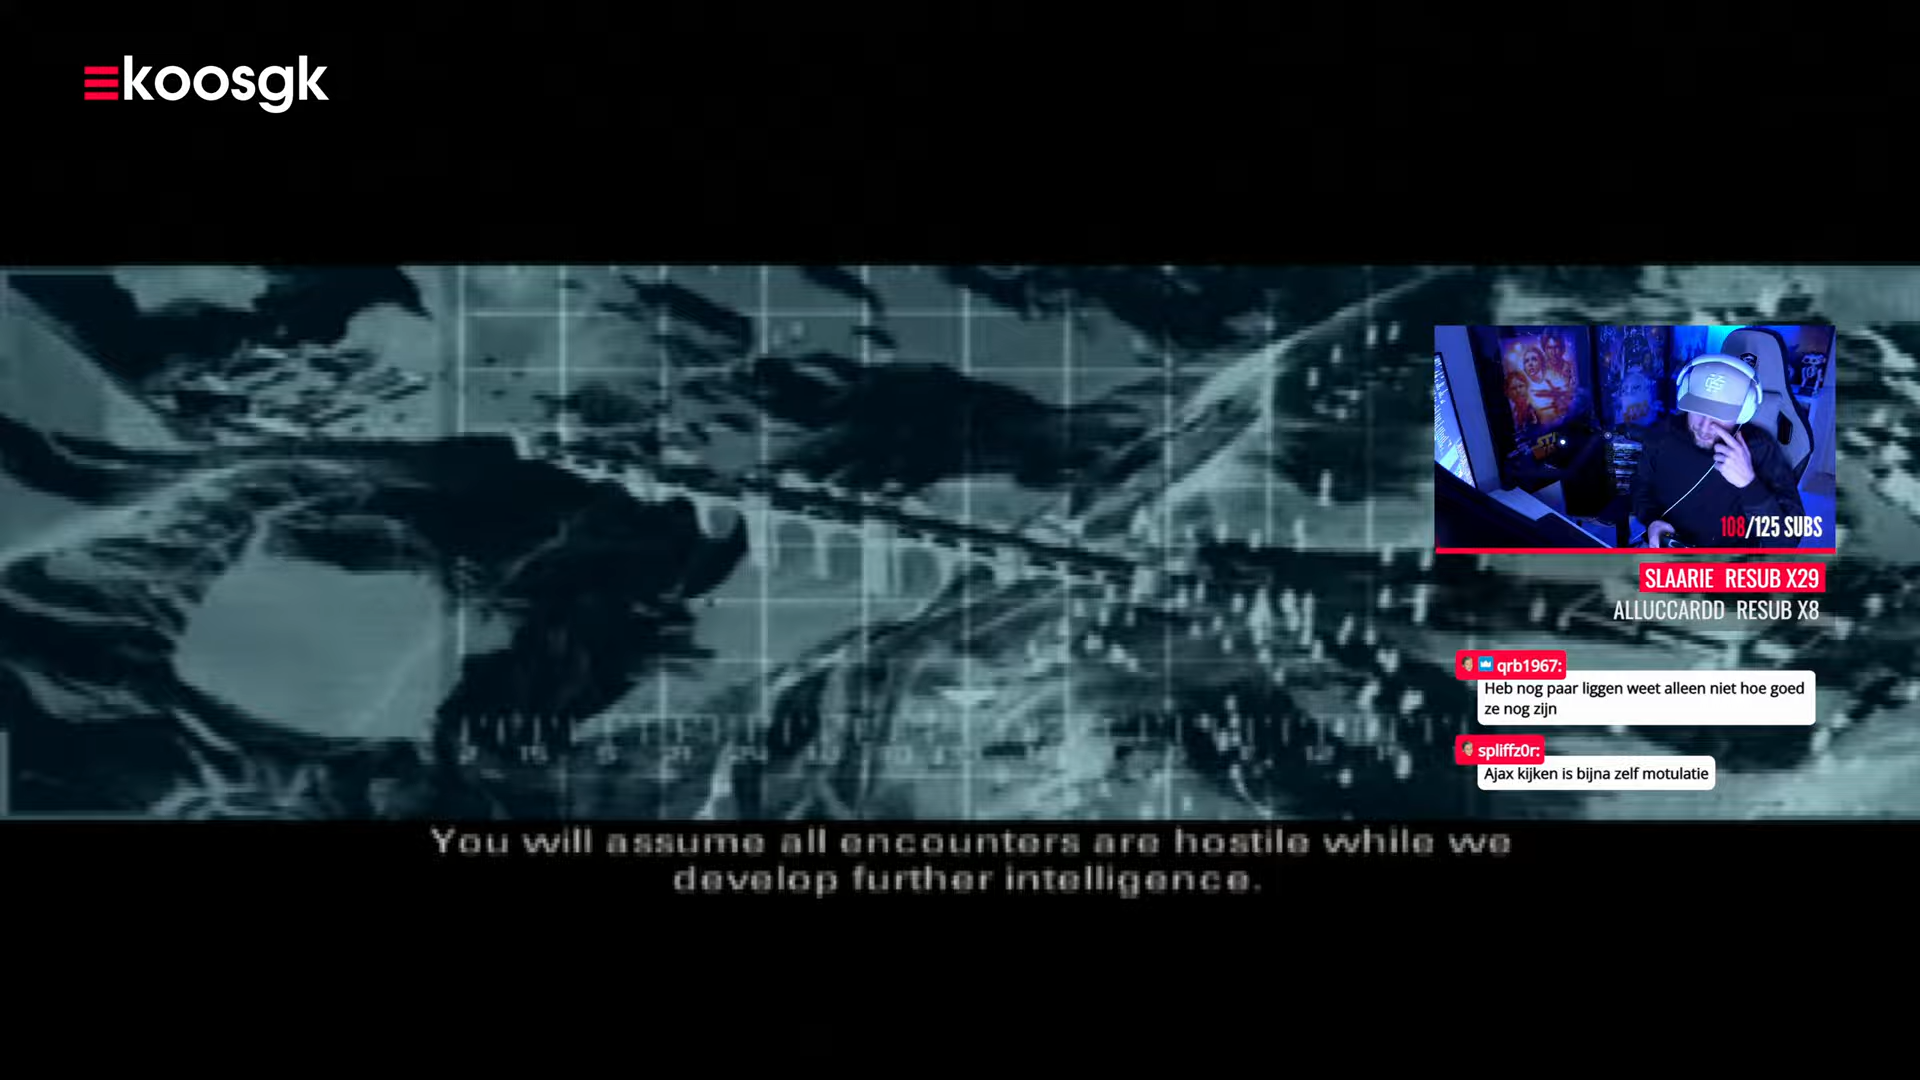 koosgk
108/125 SUBS
SLAARIE RESUB X29
ALLUCCARDD RESUB X8
qrb1967:
Heb nog paar liggen weet alleen niet hoe goed
ze nog zijn
spliffz0r:
Ajax kijken is bijna zelf motulatie
You will assume all encounters are hostile while we
develop further intelligence.